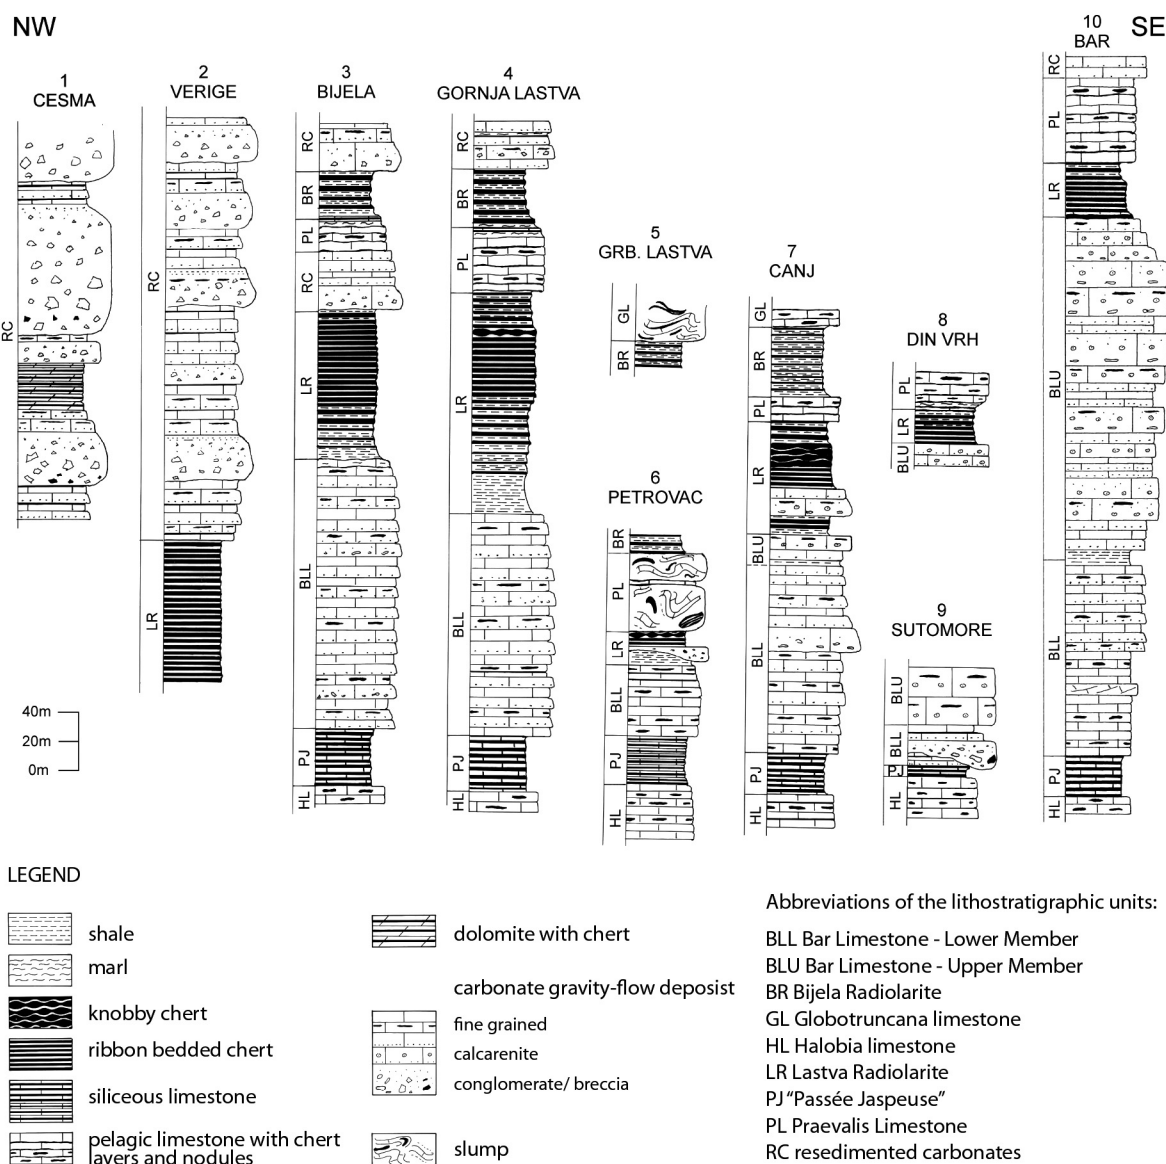 NW
SE
1
CESMA
2
VERIGE
3
BIJELA
4
GORNJA LASTVA
5
GRB. LASTVA
6
PETROVAC
7
CANJ
8
DIN VRH
9
SUTOMORE
10
BAR
RC
RC
LR
RC
BR
PL
RC
LR
BLL
PJ
HL
RC
BR
PL
LR
BLL
PJ
HL
GL
BR
BR
PL
LR
BLL
PJ
HL
GL
BR
PL
LR
BLU
BLL
PJ
HL
PL
LR
BLU
BLU
BLL
PJ
HL
RC
PL
LR
BLU
BLL
PJ
HL
40m
20m
0m
LEGEND
shale
marl
knobby chert
ribbon bedded chert
siliceous limestone
pelagic limestone with chert
ayers and nodules
dolomite with chert
carbonate gravity-flow deposist
fine grained
calcarenite
conglomerate/ breccia
slump
Abbreviations of the lithostratigraphic units:
BLL Bar Limestone - Lower Member
BLU Bar Limestone - Upper Member
BR Bijela Radiolarite
GL Globotruncana limestone
HL Halobia limestone
LR Lastva Radiolarite
PJ “Passée Jaspeuse”
PL Praevalis Limestone
RC resedimented carbonates